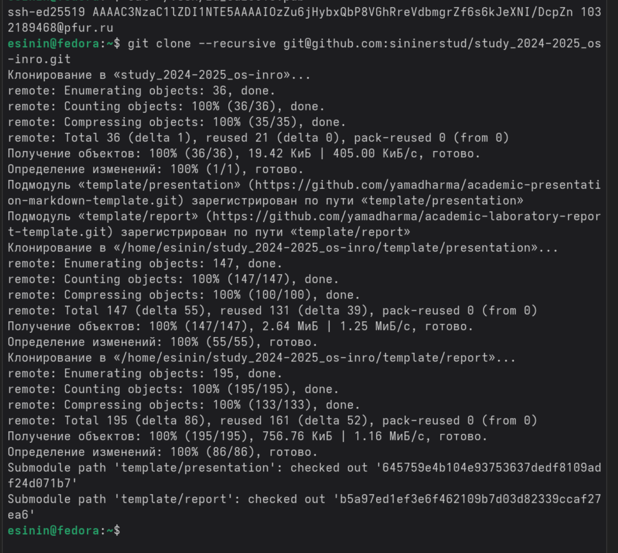 ssh-ed25519 AAAAC3NzaC1lZDI1NTE5AAAAIOzZu6jHybxQbP8VGhRreVdbmgrZf6s6kJeXNI/DcpZn 103
2189468@pfur.ru
esinin@fedora:~$ git clone --recursive git@github.com:sininerstud/study_2024-2025_os
-inro.git
Клонирование в «study_2024-2025_os-inro»...
remote: Enumerating objects: 36, done.
remote: Counting objects: 100% (36/36), done.
remote: Compressing objects: 100% (35/35), done.
remote: Total 36 (delta 1), reused 21 (delta 0), pack-reused 0 (from 0)
Получение объектов: 100% (36/36), 19.42 КиБ | 405.00 КиБ/с, готово.
Определение изменений: 100% (1/1), готово.
Подмодуль «template/presentation» (https://github.com/yamadharma/academic-presentati
on-markdown-template.git) зарегистрирован по пути «template/presentation»
Подмодуль «template/report» (https://github.com/yamadharma/academic-laboratory-repor
t-template.git) зарегистрирован по пути «template/report»
Клонирование в «/home/esinin/study_2024-2025_os-inro/template/presentation»...
remote: Enumerating objects: 147, done.
remote: Counting objects: 100% (147/147), done.
remote: Compressing objects: 100% (100/100), done.
remote: Total 147 (delta 55), reused 131 (delta 39), pack-reused 0 (from 0)
Получение объектов: 100% (147/147), 2.64 МиБ | 1.25 МиБ/с, готово.
Определение изменений: 100% (55/55), готово.
Клонирование в «/home/esinin/study_2024-2025_os-inro/template/report»...
remote: Enumerating objects: 195, done.
remote: Counting objects: 100% (195/195), done.
remote: Compressing objects: 100% (133/133), done.
remote: Total 195 (delta 86), reused 161 (delta 52), pack-reused 0 (from 0)
Получение объектов: 100% (195/195), 756.76 КиБ | 1.16 МиБ/с, готово.
Определение изменений: 100% (86/86), готово.
Submodule path 'template/presentation': checked out '645759e4b104e93753637dedf8109ad
f24d071b7'
Submodule path 'template/report': checked out 'b5a97ed1ef3e6f462109b7d03d82339ccaf27
ea6'
esinin@fedora:~$